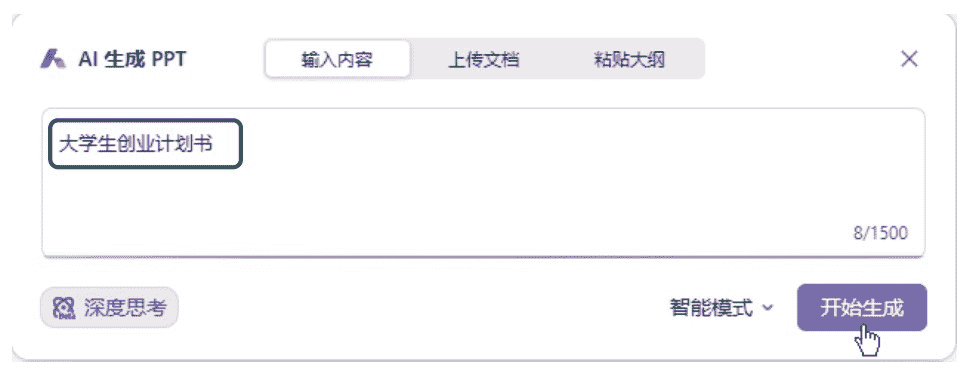 AI 生成 PPT 输入内容 上传文档 粘贴大纲
大学生创业计划书
8/1500
深度思考 智能模式 开始生成